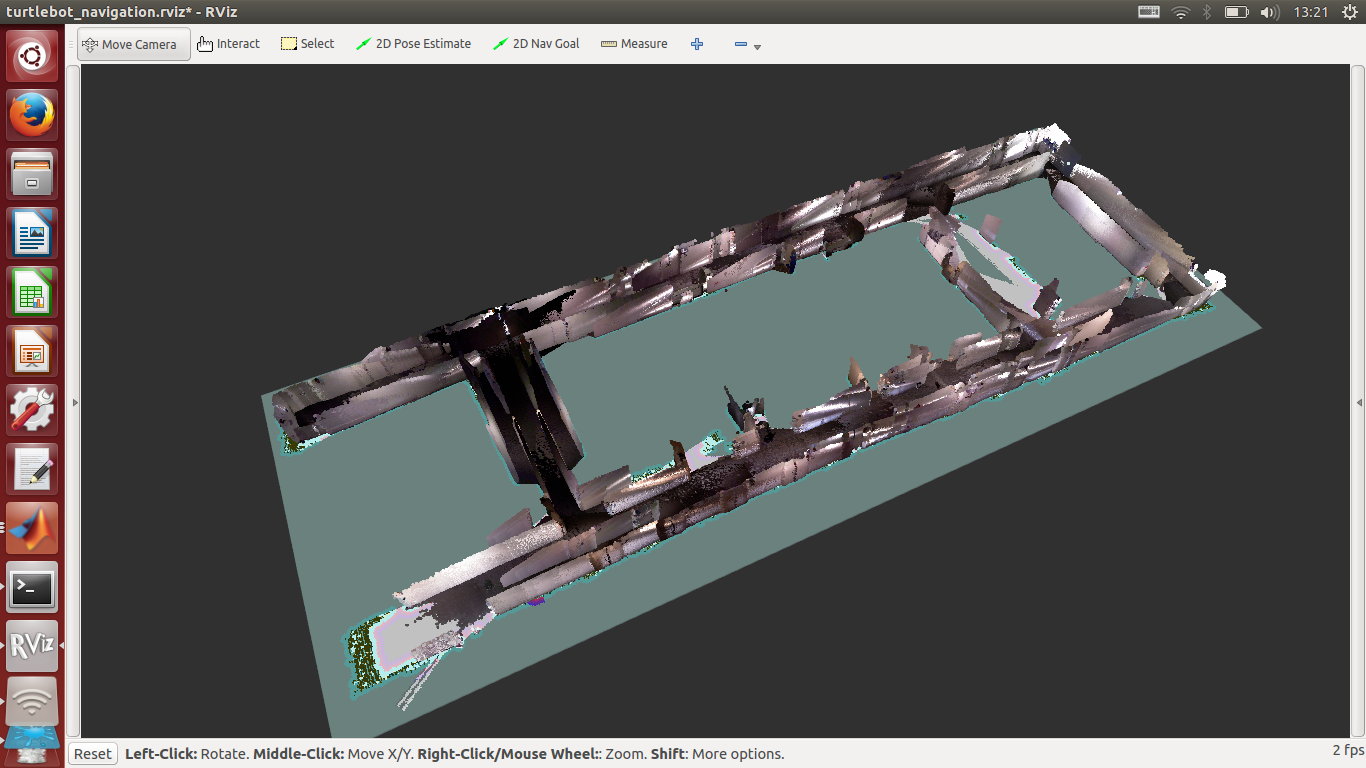 turtlebot_navigation.rviz* - RViz
13:21
Move Camera
Interact
Select
2D Pose Estimate
2D Nav Goal
Measure
RViz
Reset
Left-Click: Rotate. Middle-Click: Move X/Y. Right-Click/Mouse Wheel:: Zoom. Shift: More options.
2 fps